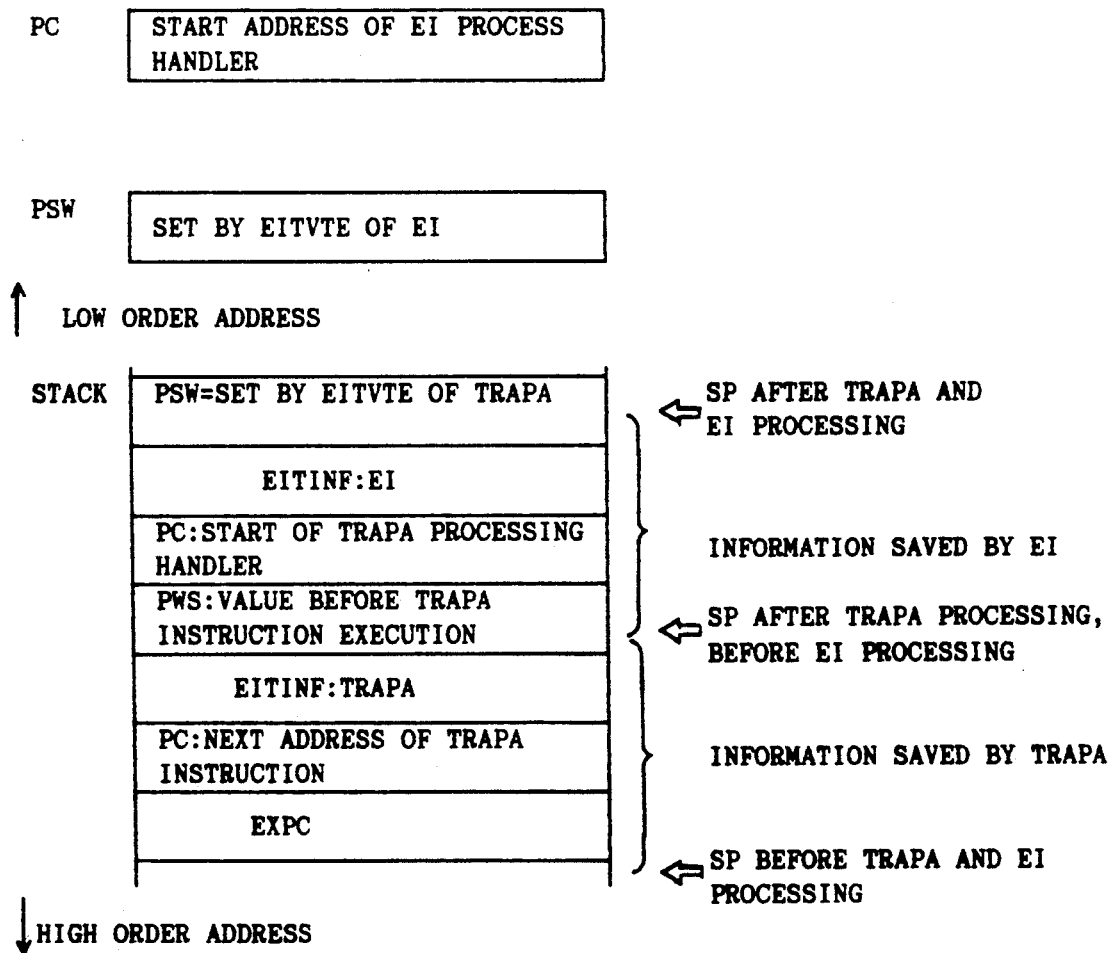 PC
START ADDRESS OF EI PROCESS
HANDLER
PSW
SET BY EITVTE OF EI
LOW ORDER ADDRESS
STACK
PSW=SET BY EITVTE OF TRAPA
SP AFTER TRAPA AND
EI PROCESSING
EITINF:EI
PC:START OF TRAPA PROCESSING
HANDLER
INFORMATION SAVED BY EI
PWS:VALUE BEFORE TRAPA
INSTRUCTION EXECUTION
SP AFTER TRAPA PROCESSING,
BEFORE EI PROCESSING
EITINF:TRAPA
PC:NEXT ADDRESS OF TRAPA
INSTRUCTION
INFORMATION SAVED BY TRAPA
EXPC
SP BEFORE TRAPA AND EI
PROCESSING
HIGH ORDER ADDRESS